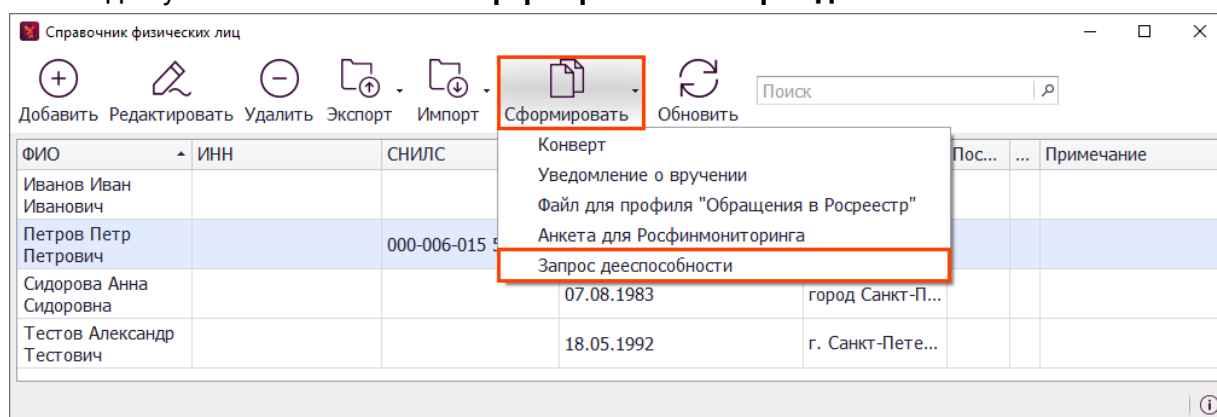 Справочник физических лиц
Добавить Редактировать Удалить Экспорт Импорт Сформировать Обновить Поиск
ФИО ИНН СНИЛС Пос... ... Примечание
Конверт
Уведомление о вручении
Файл для профиля "Обращения в Росреестр"
Анкета для Росфинмониторинга
Запрос дееспособности
Иванов Иван
Иванович
Петров Петр
Петрович
000-006-015
Сидорова Анна
Сидоровна
07.08.1983 город Санкт-П...
Тестов Александр
Тестович
18.05.1992 г. Санкт-Пете...